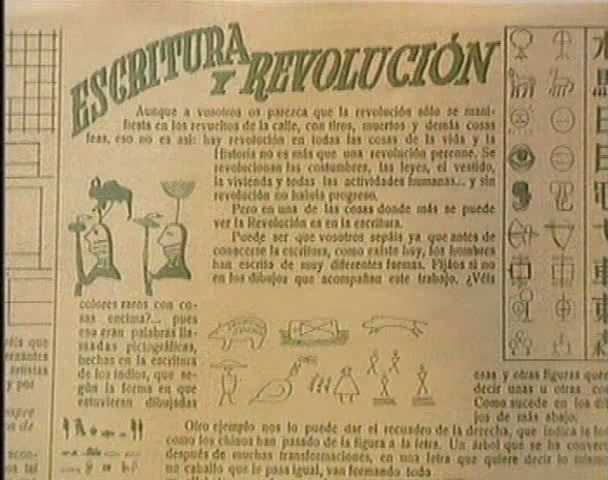 ESCRITURA
Y REVOLUCIÓN
Aunque a vosotros os parezca que la revolución sólo se mani-
fiesta en los revueltos de la calle, con tiros, muertos y demás cosas
feas, eso no es así: hay revolución en todas las cosas de la vida y la
Historia no es más que una revolución perenne. Se
revolucionan las costumbres, las leyes, el vestido,
la vivienda y todas las actividades humanas... y sin
revolución no habría progreso.
Pero en una de las cosas donde más se puede
ver la Revolución es en la escritura.
Puede ser que vosotros sepáis ya que antes de
conocerse la escritura, como existe hoy, los hombres
han escrito de muy diferentes formas. Fijáos si no
en los dibujos que acompañan este trabajo. ¿Véis
colores raros con co-
sas encima?... pues
eso eran palabras lla-
madas pictográficas,
hechas en la escritura
de los indios, que se-
gún la forma en que
estuvieran dibujadas
esas y otras figuras
decir unas u otras
Como sucede en los
jos de más abajo.
Otro ejemplo nos lo puede dar el recuadro de la derecha, que indica
como los chinos han pasado de la figura a la letra. Un árbol que se ha
después de muchas transformaciones, en una letra que quiere decir lo mismo
un caballo que le pasa igual, van formando todo
que
artistas
y por